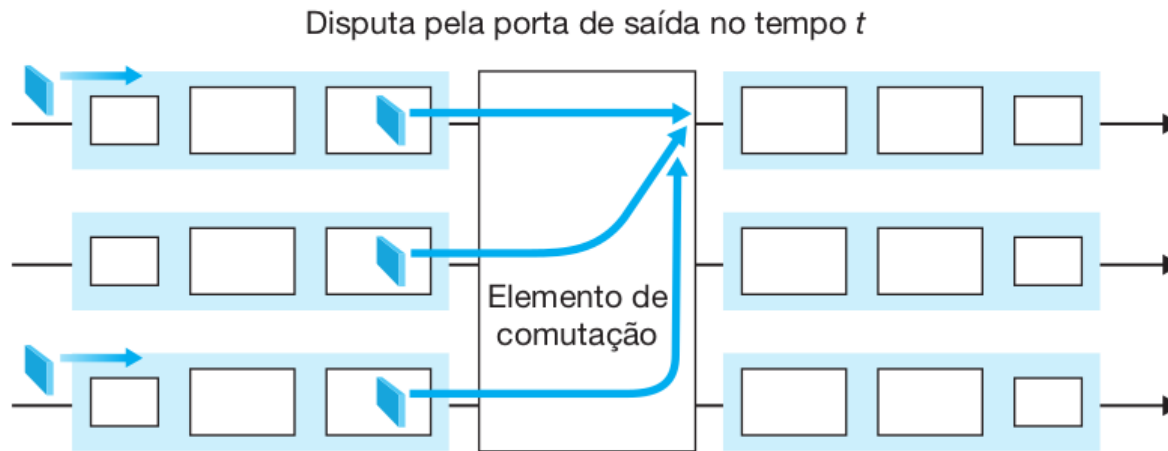 Disputa pela porta de saída no tempo t
Elemento de
comutação